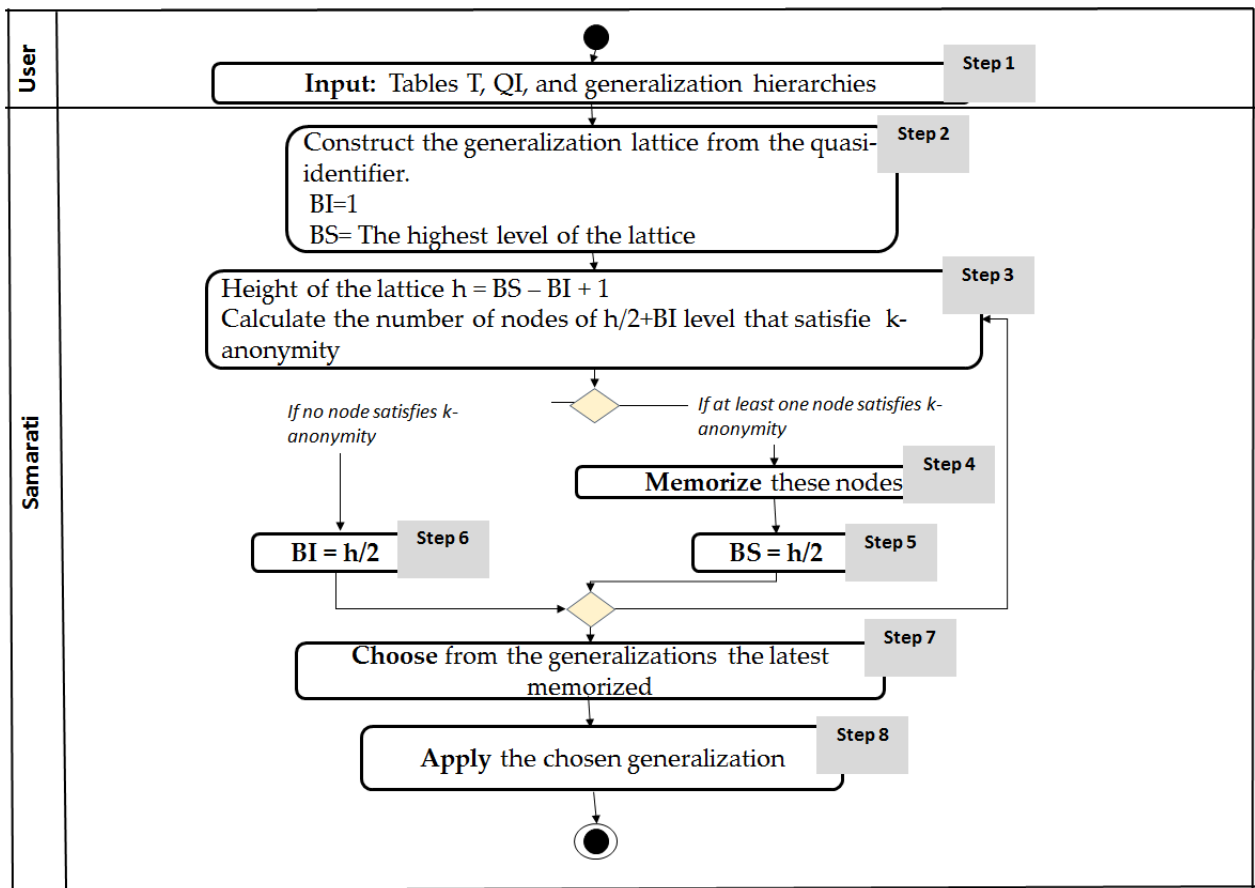 User
Step 1
Input: Tables T, QI, and generalization hierarchies
Samarati
Step 2
Construct the generalization lattice from the quasi-
identifier.
BI=1
BS= The highest level of the lattice
Step 3
Height of the lattice h = BS – BI + 1
Calculate the number of nodes of h/2+BI level that satisfie k-
anonymity
If no node satisfies k-
anonymity
If at least one node satisfies k-
anonymity
Step 4
Memorize these nodes
Step 6
BI = h/2
Step 5
BS = h/2
Step 7
Choose from the generalizations the latest
memorized
Step 8
Apply the chosen generalization